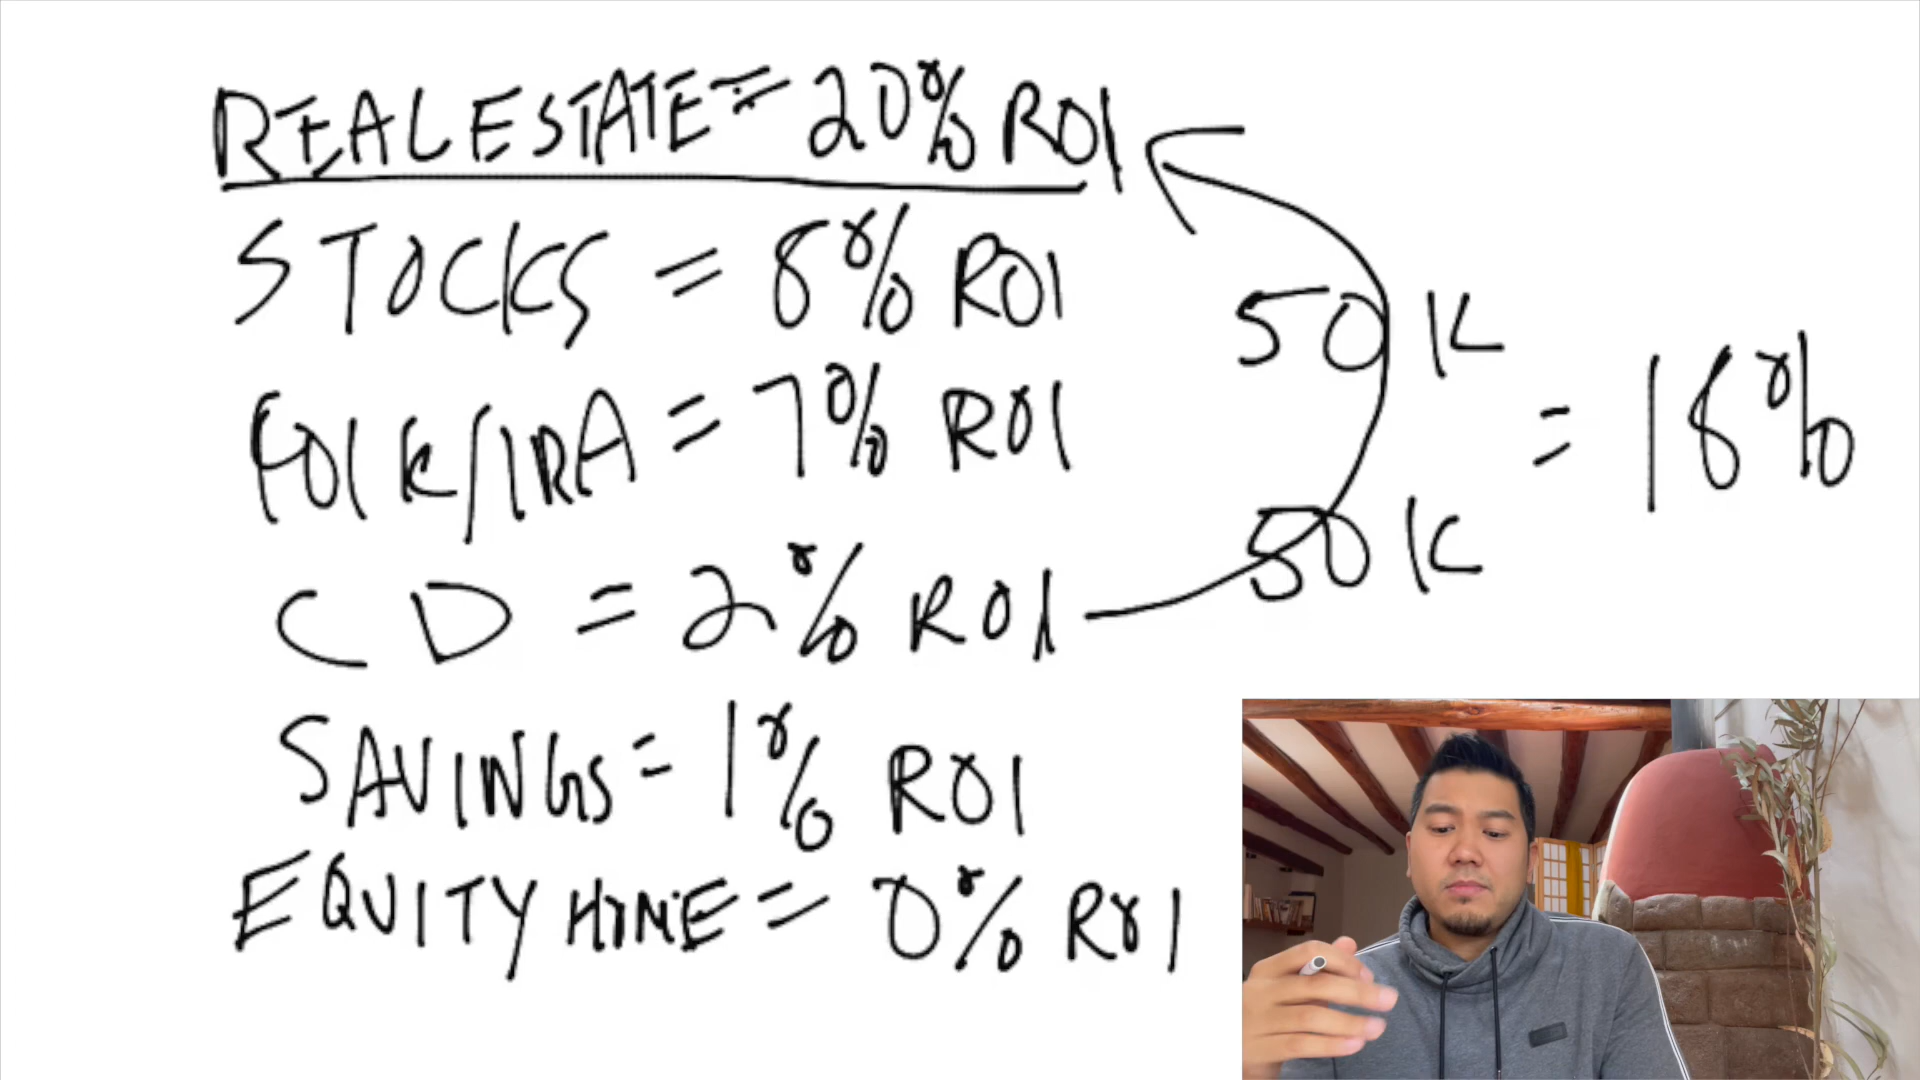 REAL ESTATE = 20% ROI
STOCKS = 8% ROI
401K/IRA = 7% ROI
CD = 2% ROI
SAVINGS = 1% ROI
EQUITY HOME = 0% ROI
50K
50K
= 18%